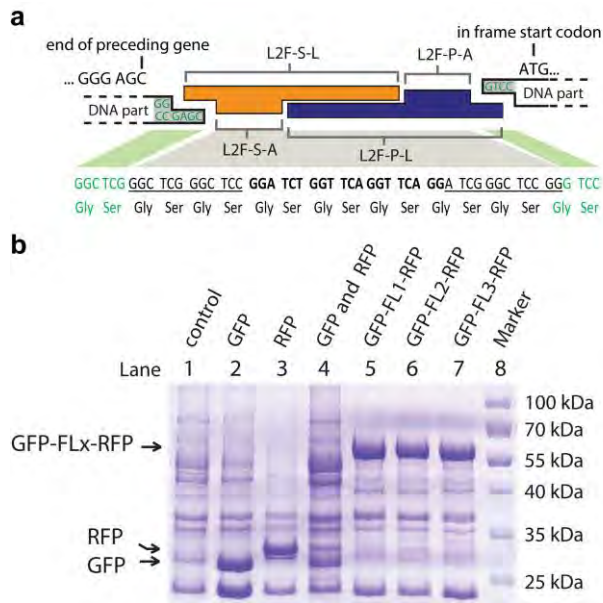 a
in frame start codon
end of preceding gene
L2F-S-L
L2F-P-A
ATG...
... GGG AGC
GTCC
DNA part
GG
CC GAGC
DNA part
L2F-S-A
L2F-P-L
GGC TCG GGC TCG GGC TCC GGA TCT GGT TCA GGT TCA GGA TCG GGC TCC GGG TCC
Gly Ser Gly Ser Gly Ser Gly Ser Gly Ser Gly Ser Gly Ser Gly Ser Gly Ser
b
control
GFP
RFP
GFP and RFP
GFP-FL1-RFP
GFP-FL2-RFP
GFP-FL3-RFP
Marker
Lane 1 2 3 4 5 6 7 8
100 kDa
70 kDa
GFP-FLx-RFP
55 kDa
40 kDa
RFP
35 kDa
GFP
25 kDa